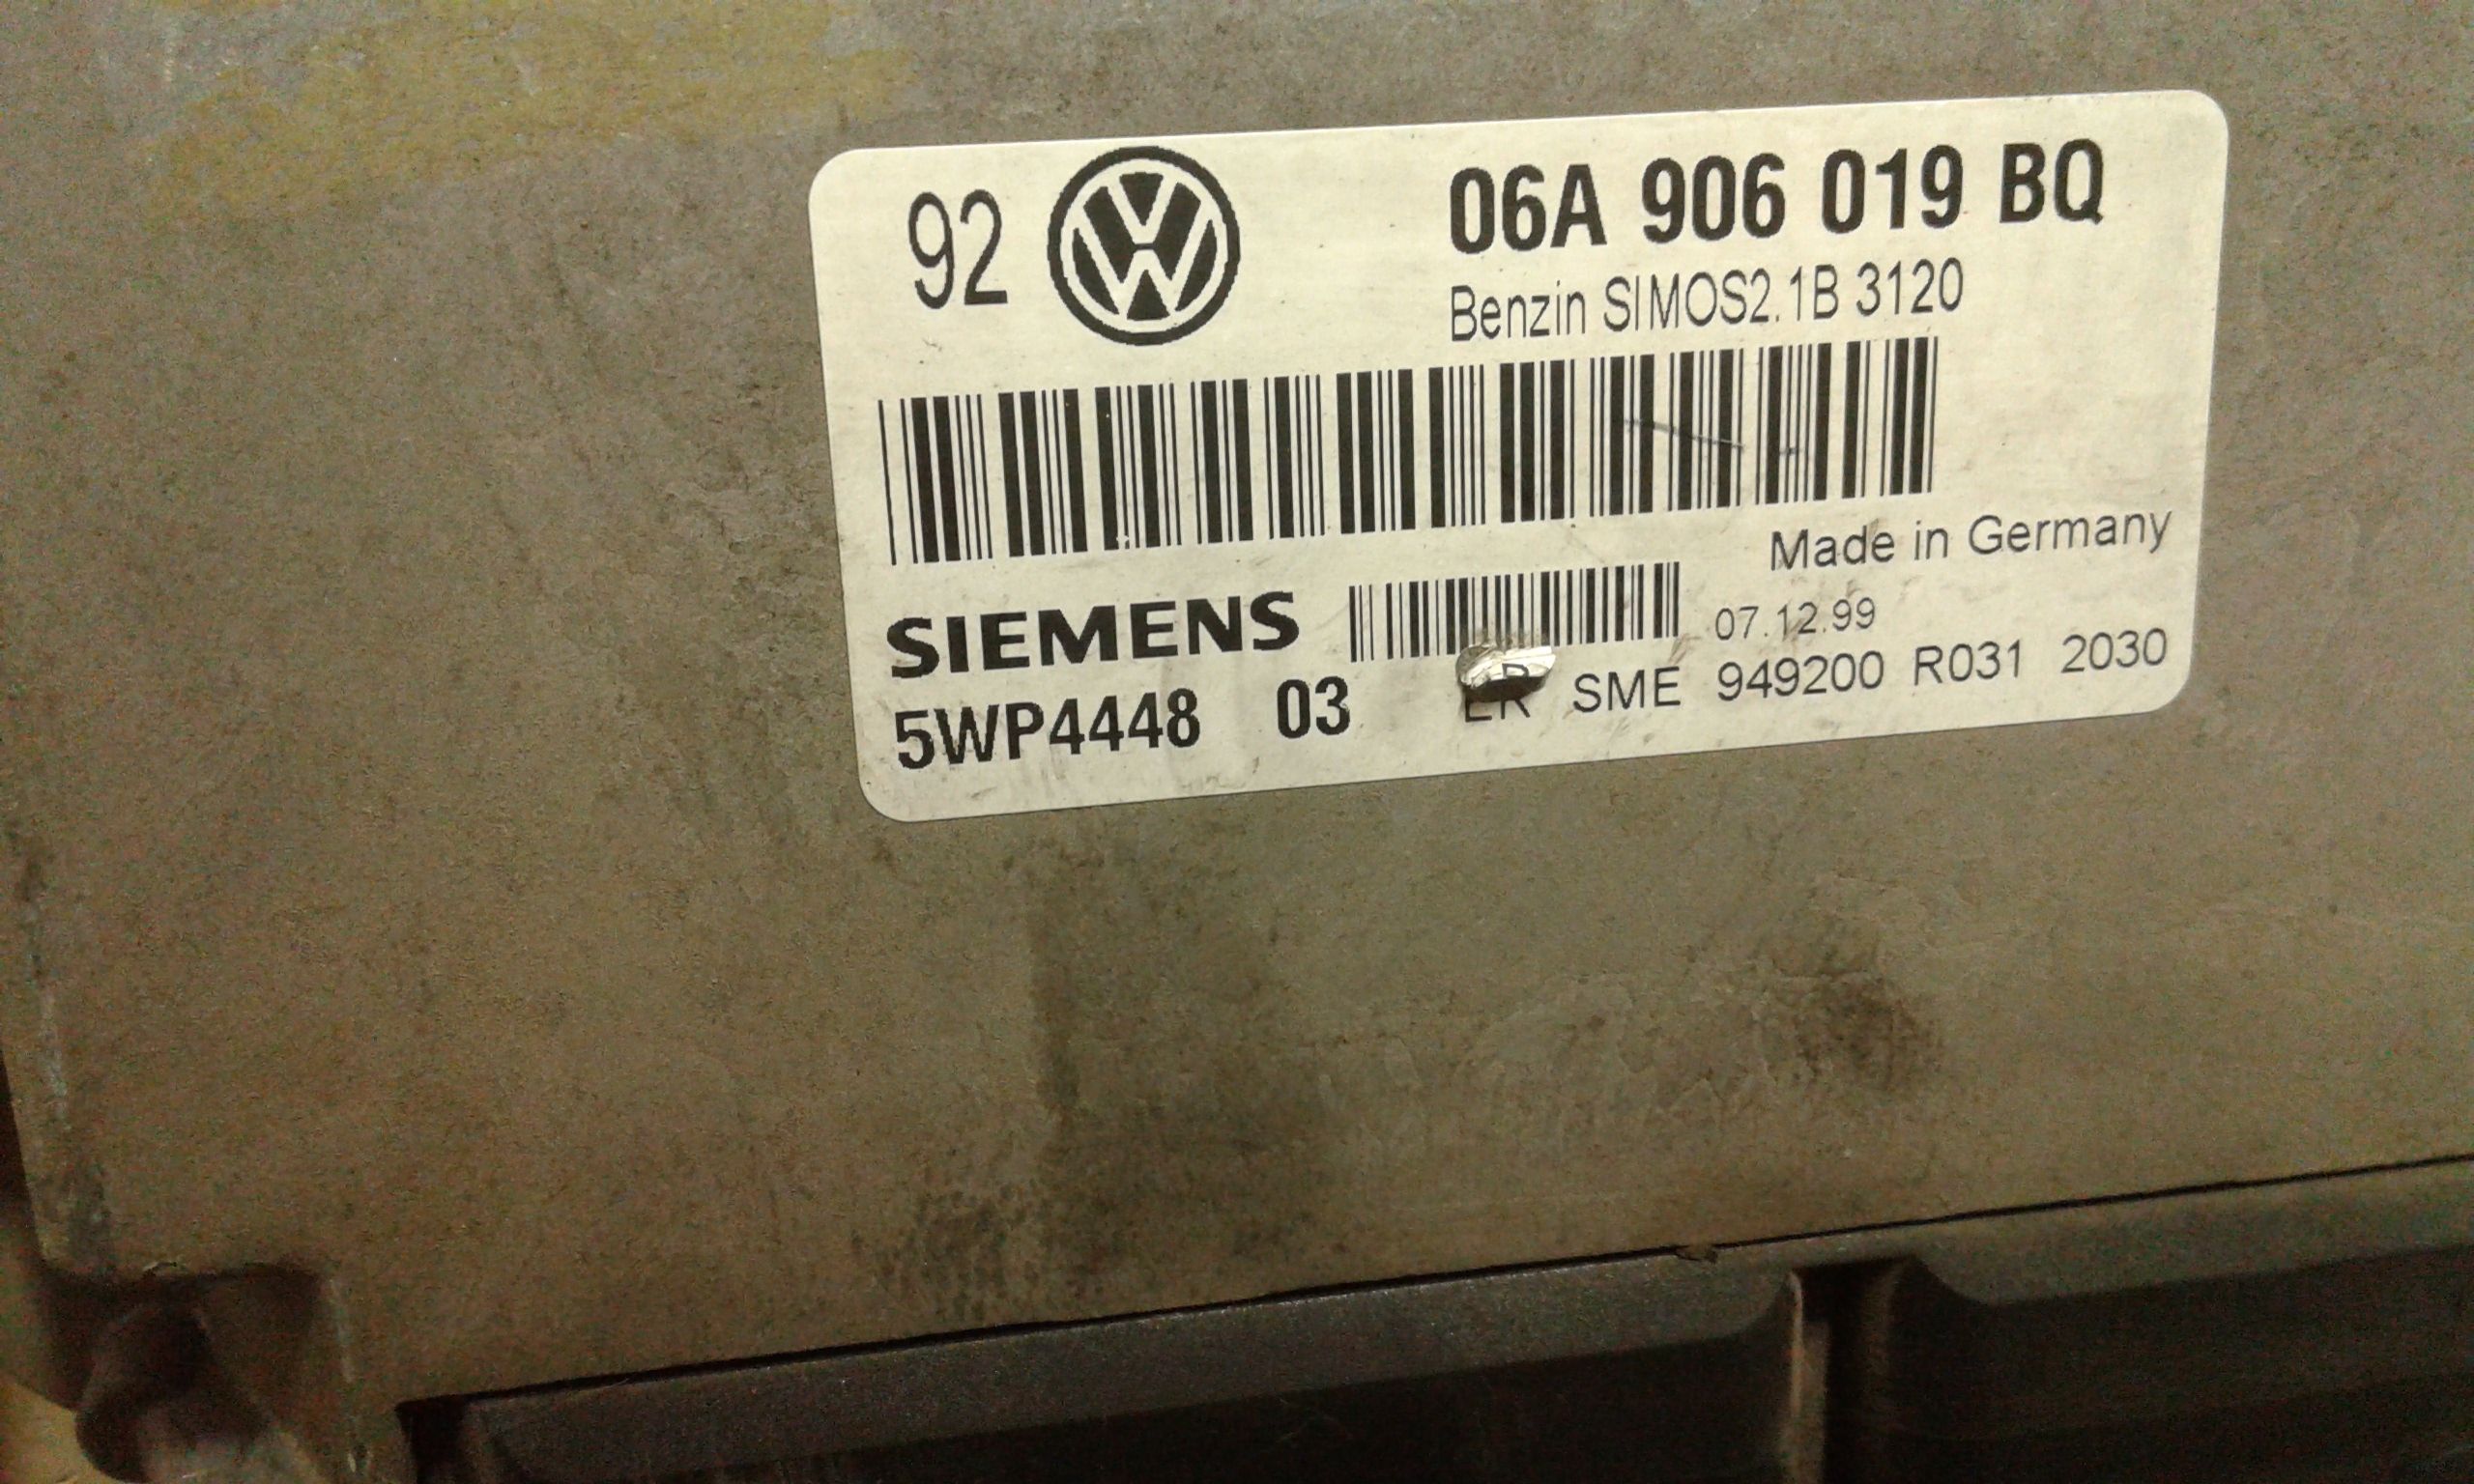 92 06A 906 019 BQ
Benzin SIMOS2.1B 3120
Made in Germany
SIEMENS 07.12.99
5WP4448 03 SME 949200 R031 2030